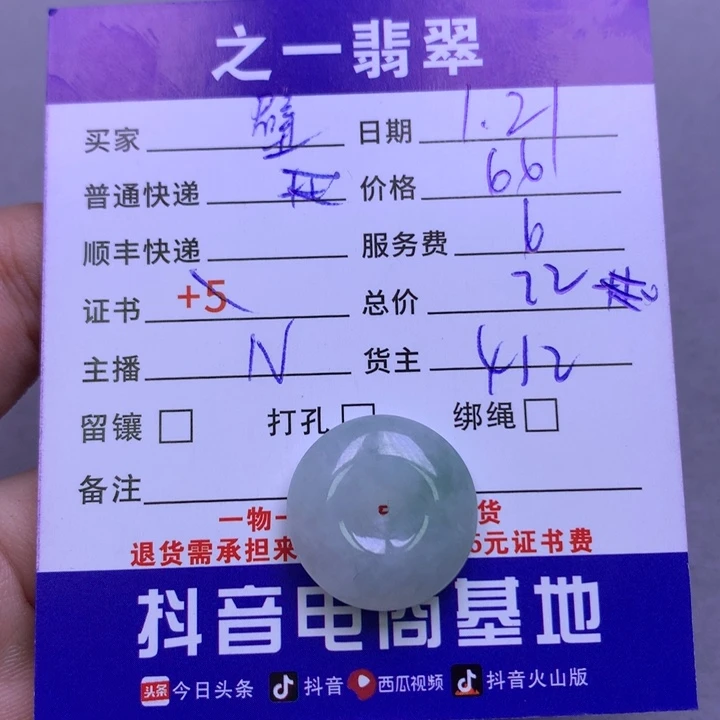 之一翡翠
买家 壁 日期 1.21
普通快递 价格 66
顺丰快递 服务费 6
证书 +5 总价 72
主播 N 货主 412
留镶 打孔 绑绳
备注
一物一 货
退货需承担来 5元证书费
抖音电商基地
头条 今日头条 抖音 西瓜视频 抖音火山版